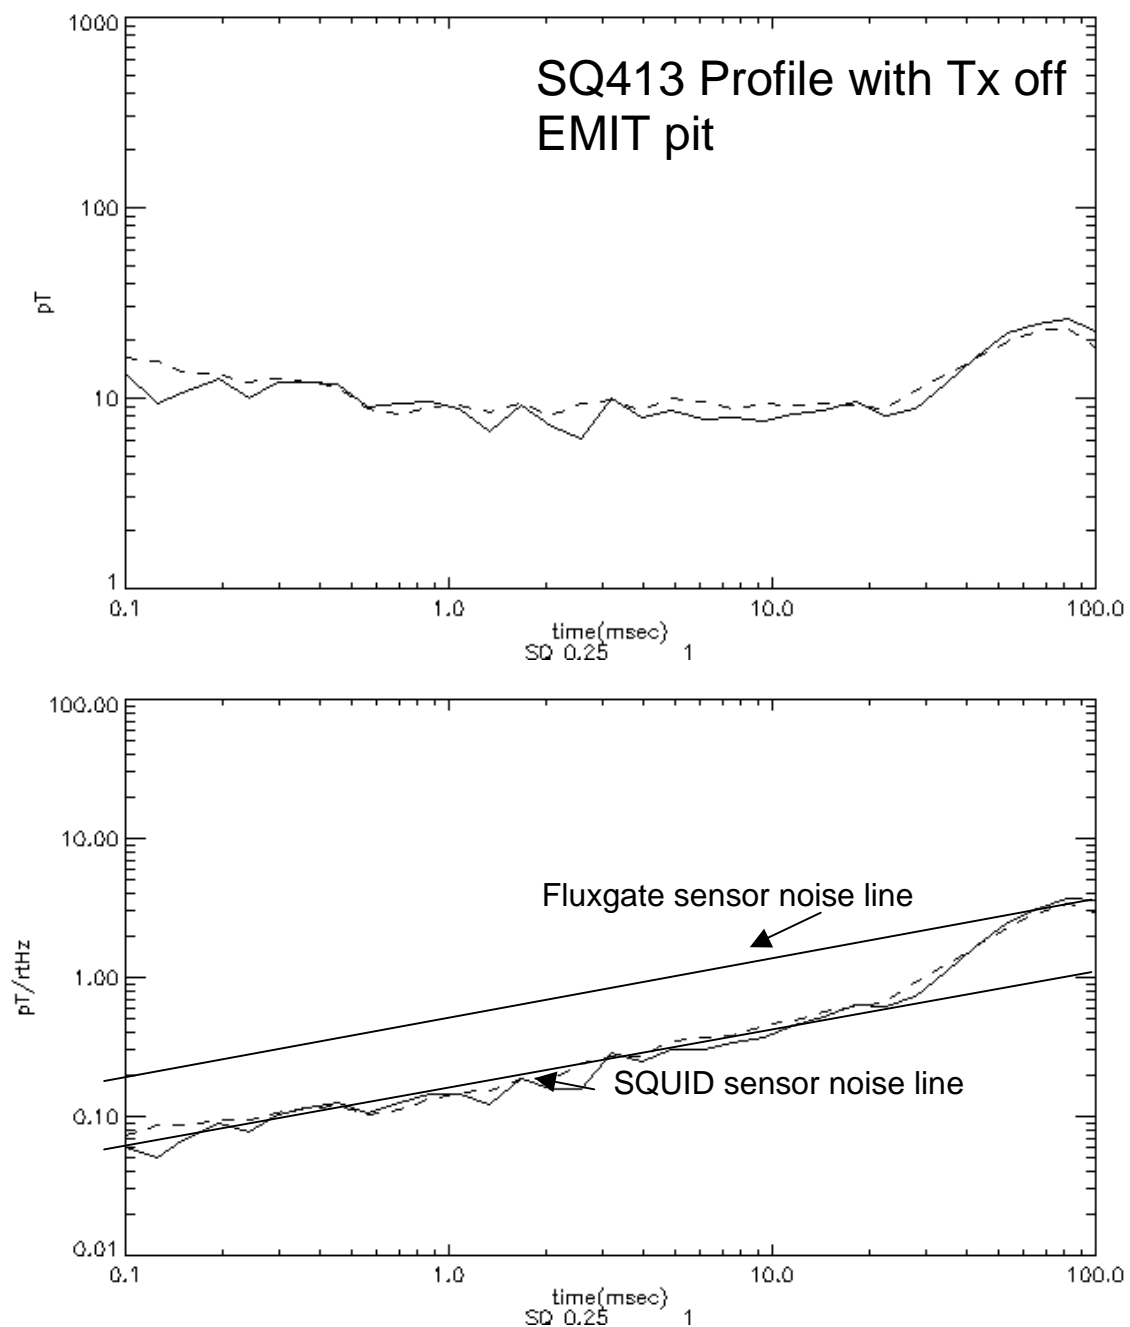 1000
SQ413 Profile with Tx off
EMIT pit
100
pT
10
1
0.1 1.0 10.0 100.0
time(msec)
SQ 0.25 1
100.00
10.00
Fluxgate sensor noise line
1.00
pT/rtHz
SQUID sensor noise line
0.10
0.01
0.1 1.0 10.0 100.0
time(msec)
SQ 0.25 1